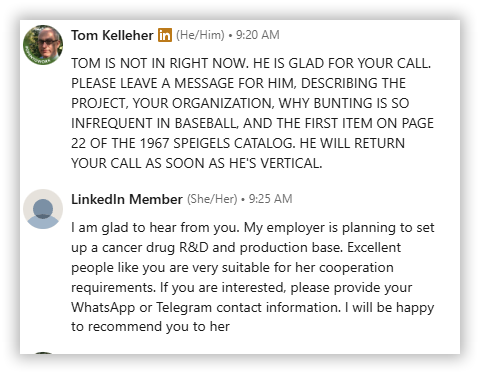 Tom Kelleher in (He/Him) • 9:20 AM
TOM IS NOT IN RIGHT NOW. HE IS GLAD FOR YOUR CALL.
PLEASE LEAVE A MESSAGE FOR HIM, DESCRIBING THE
PROJECT, YOUR ORGANIZATION, WHY BUNTING IS SO
INFREQUENT IN BASEBALL, AND THE FIRST ITEM ON PAGE
22 OF THE 1967 SPEIGELS CATALOG. HE WILL RETURN
YOUR CALL AS SOON AS HE'S VERTICAL.
LinkedIn Member (She/Her) • 9:25 AM
I am glad to hear from you. My employer is planning to set
up a cancer drug R&D and production base. Excellent
people like you are very suitable for her cooperation
requirements. If you are interested, please provide your
WhatsApp or Telegram contact information. I will be happy
to recommend you to her